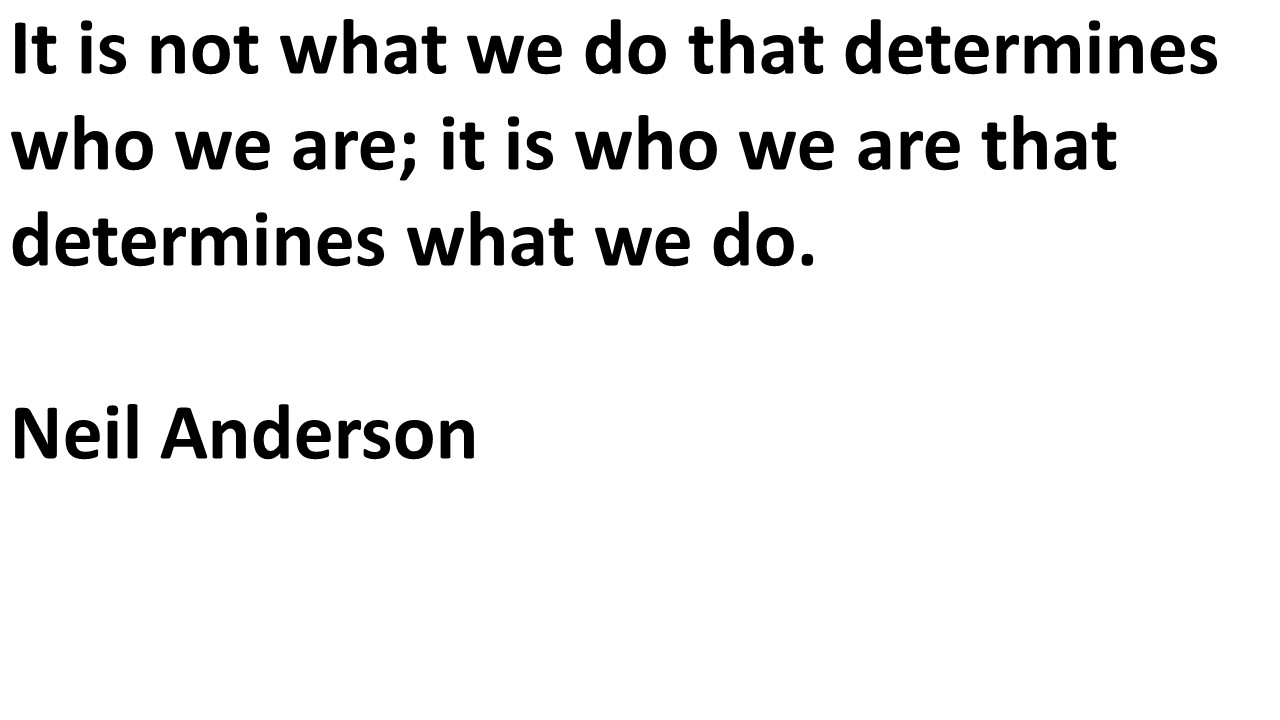 It is not what we do that determines
who we are; it is who we are that
determines what we do.
Neil Anderson